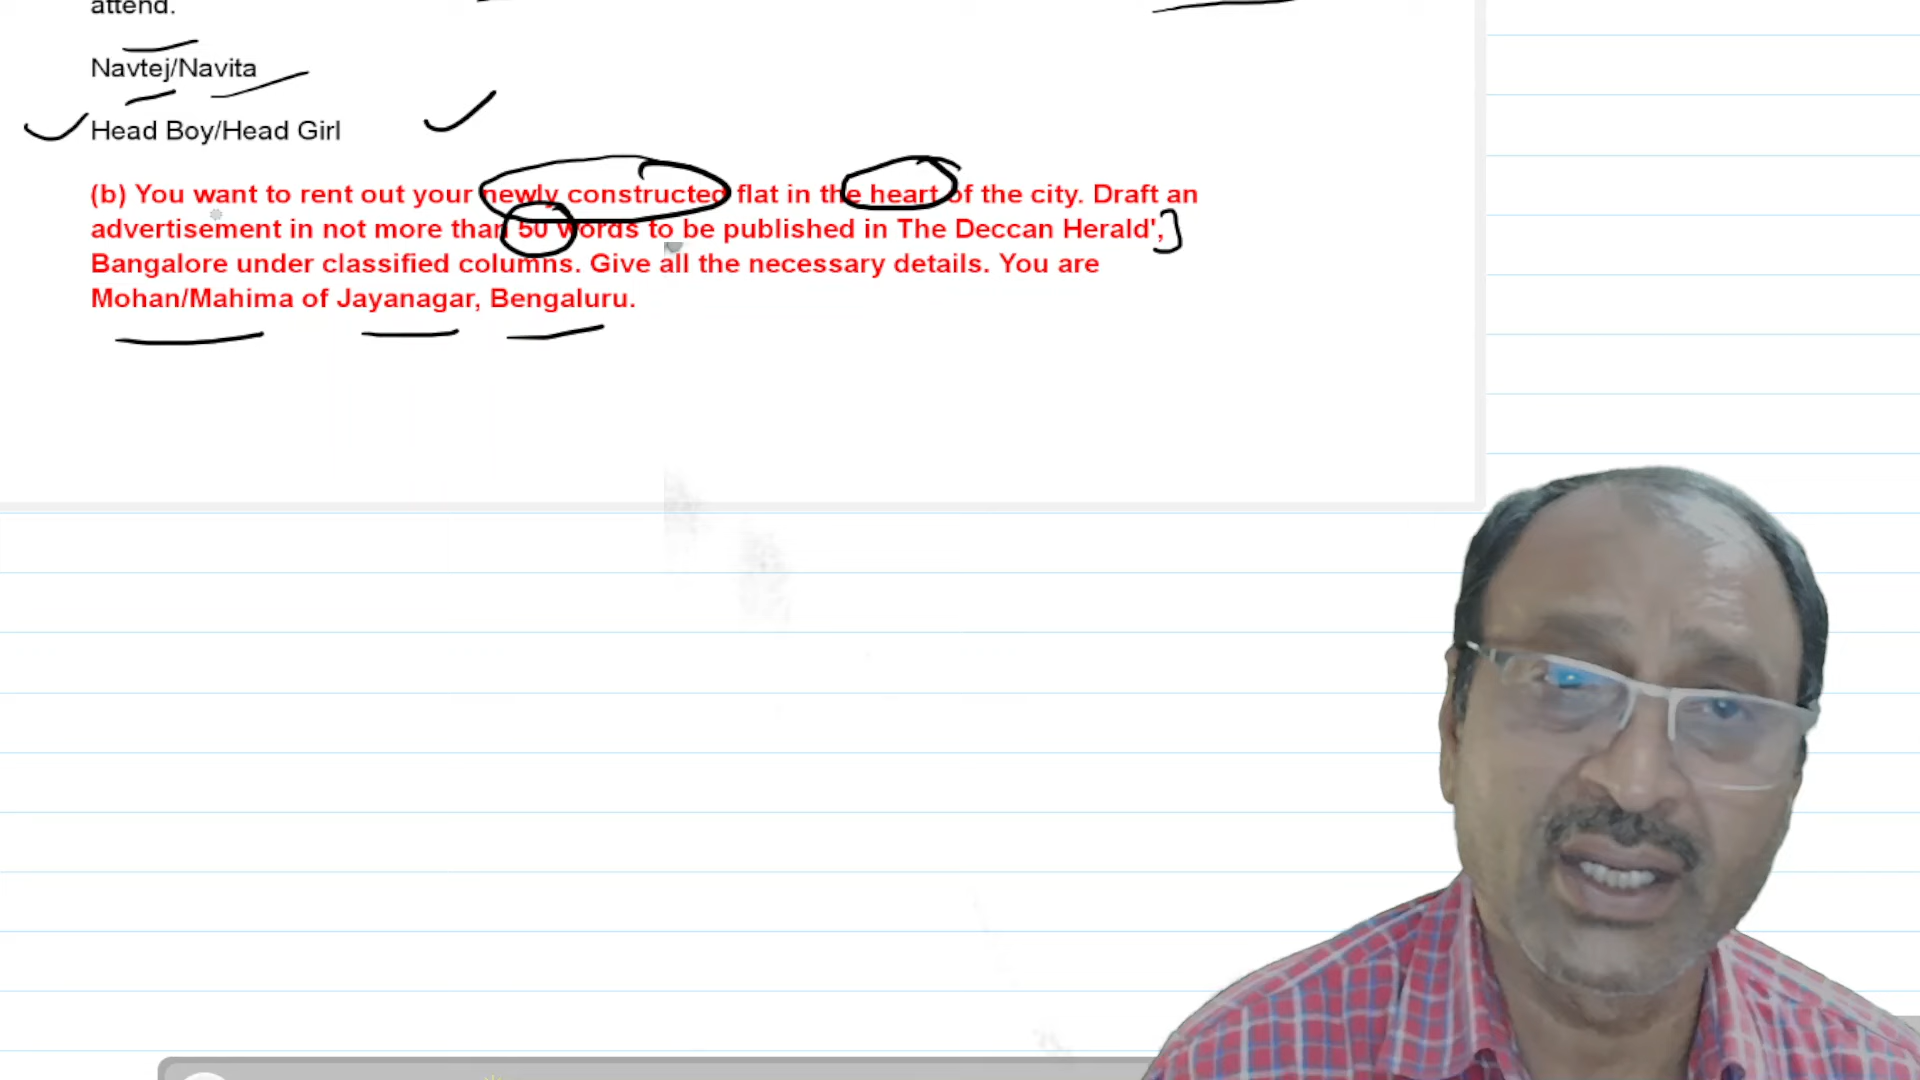 attend.
Navtej/Navita
Head Boy/Head Girl
(b) You want to rent out your newly constructed flat in the heart of the city. Draft an
advertisement in not more than 50 words to be published in The Deccan Herald',
Bangalore under classified columns. Give all the necessary details. You are
Mohan/Mahima of Jayanagar, Bengaluru.